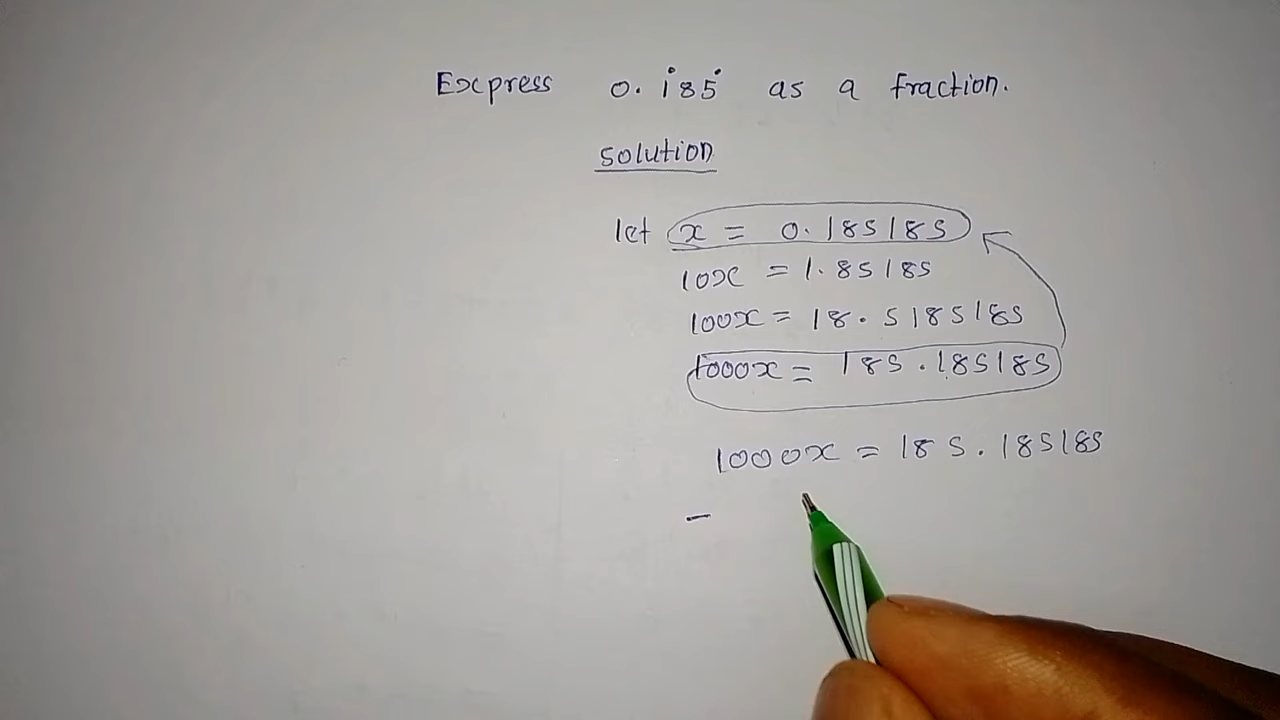 Express 0.i̇85̇ as a fraction.
Solution
let x = 0.185185
10x = 1.85185
100x = 18.5185185
1000x = 185.185185
1000x = 185.185185
−